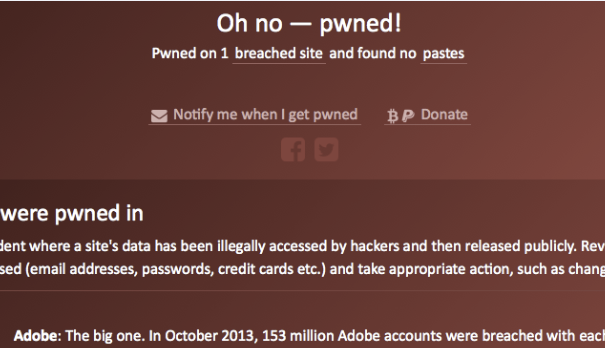 Oh no — pwned!
Pwned on 1 breached site and found no pastes
Notify me when I get pwned Donate
were pwned in
dent where a site's data has been illegally accessed by hackers and then released publicly. Rev
sed (email addresses, passwords, credit cards etc.) and take appropriate action, such as chang
Adobe: The big one. In October 2013, 153 million Adobe accounts were breached with each